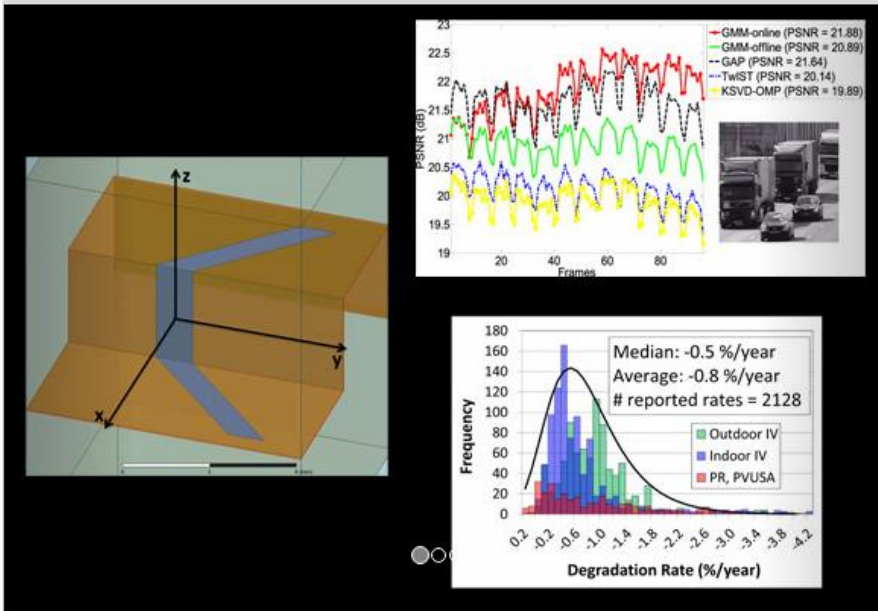 z
y
x
23
22.5
22
21.5
21
20.5
20
19.5
19
PSNR (dB)
20
40
60
80
Frames
GMM-online (PSNR = 21.88)
GMM-offline (PSNR = 20.89)
GAP (PSNR = 21.64)
TwIST (PSNR = 20.14)
KSVD-OMP (PSNR = 19.89)
180
160
140
120
100
80
60
40
20
0
Frequency
Median: -0.5 %/year
Average: -0.8 %/year
# reported rates = 2128
Outdoor IV
Indoor IV
PR, PVUSA
0.2
-0.2
-0.6
-1.0
-1.4
-1.8
-2.2
-2.6
-3.0
-3.4
-3.8
-4.2
Degradation Rate (%/year)